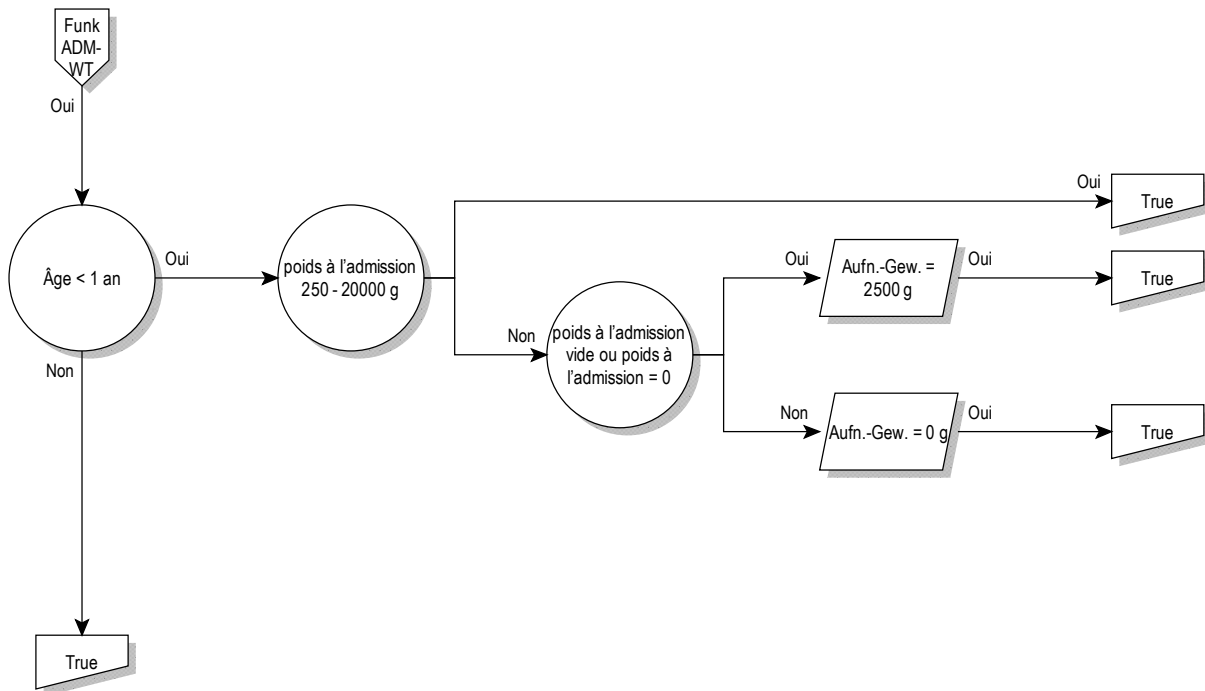 Funk
ADM-
WT
Oui
Âge < 1 an
Oui
Non
True
poids à l'admission
250 - 20000 g
Oui
True
Non
poids à l'admission
vide ou poids à
l'admission = 0
Oui
Aufn.-Gew. =
2500 g
Oui
True
Non
Aufn.-Gew. = 0 g
Oui
True